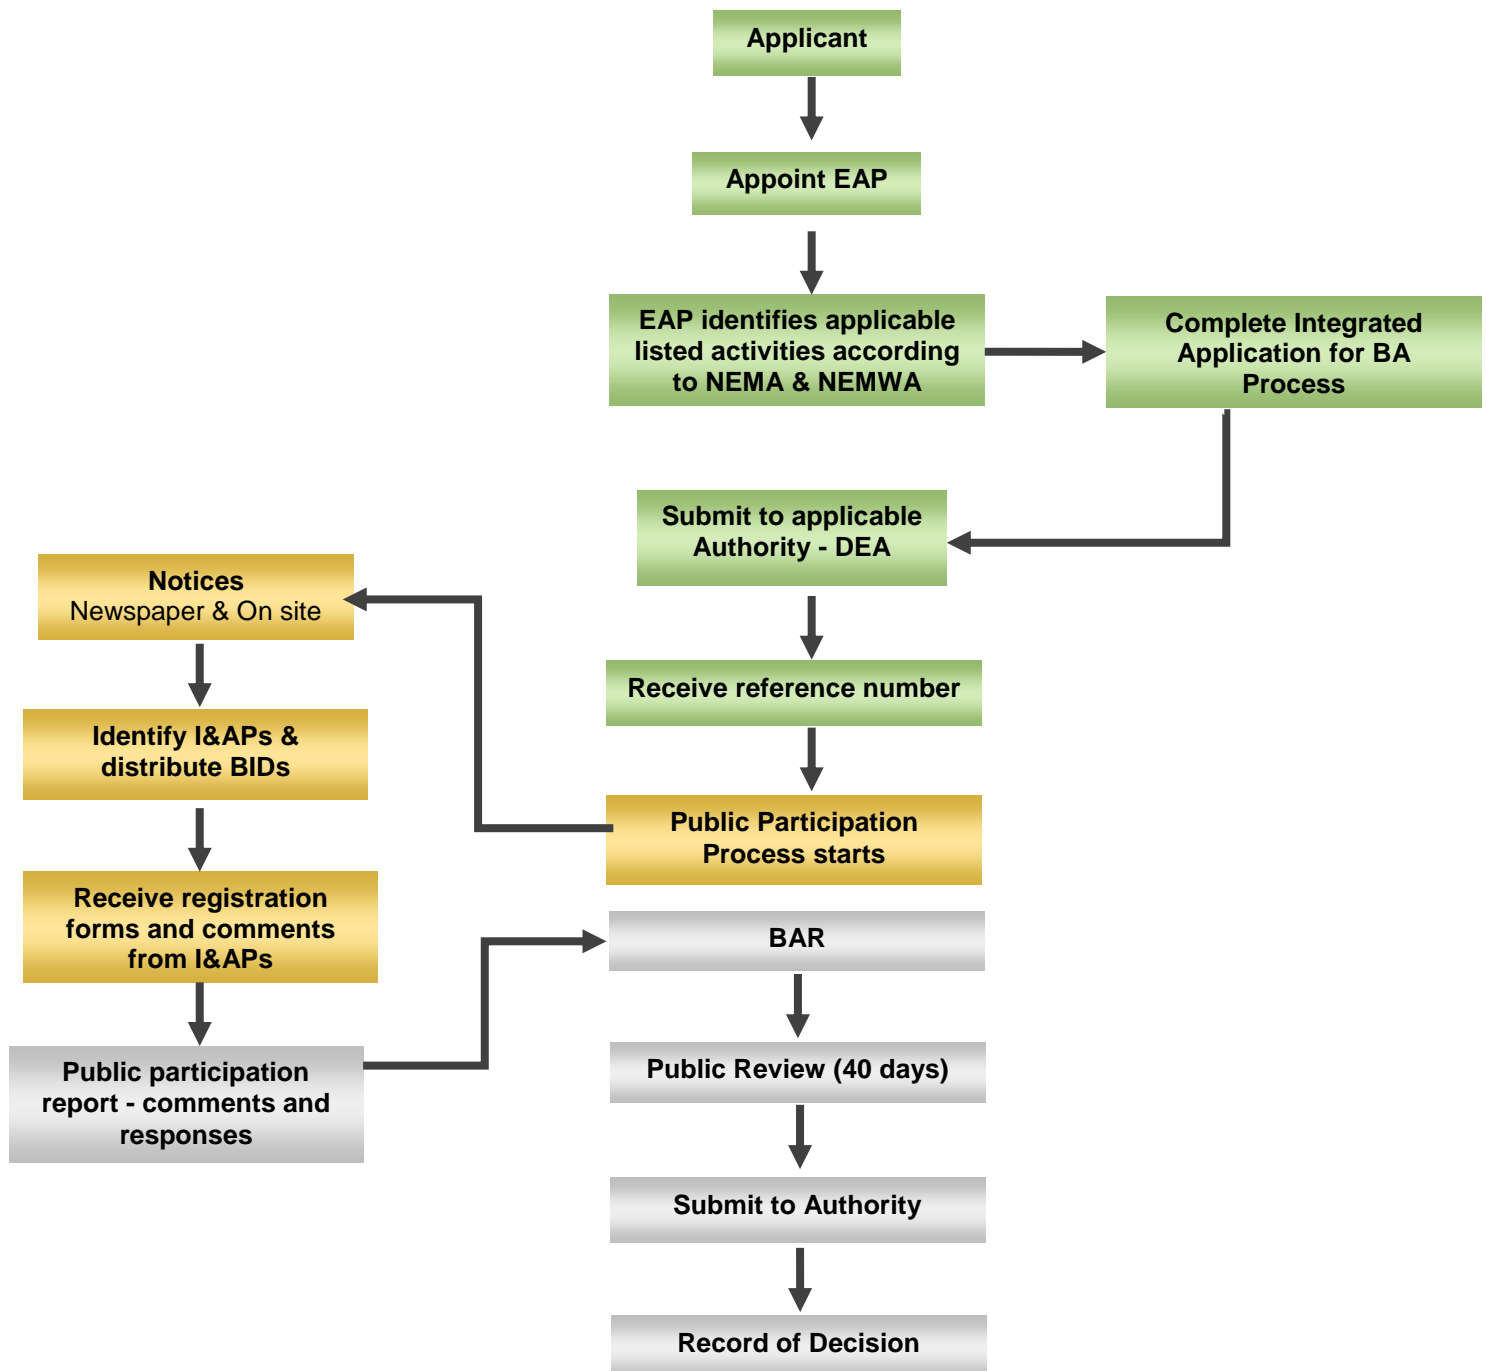 Applicant
Appoint EAP
EAP identifies applicable
listed activities according
to NEMA & NEMWA
Complete Integrated
Application for BA
Process
Submit to applicable
Authority - DEA
Receive reference number
Public Participation
Process starts
Notices
Newspaper & On site
Identify I&APs &
distribute BIDs
Receive registration
forms and comments
from I&APs
Public participation
report - comments and
responses
BAR
Public Review (40 days)
Submit to Authority
Record of Decision